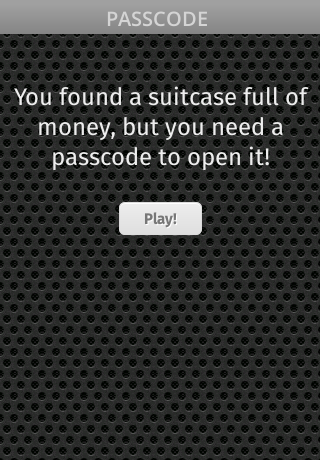 PASSCODE
You found a suitcase full of
money, but you need a
passcode to open it!
Play!